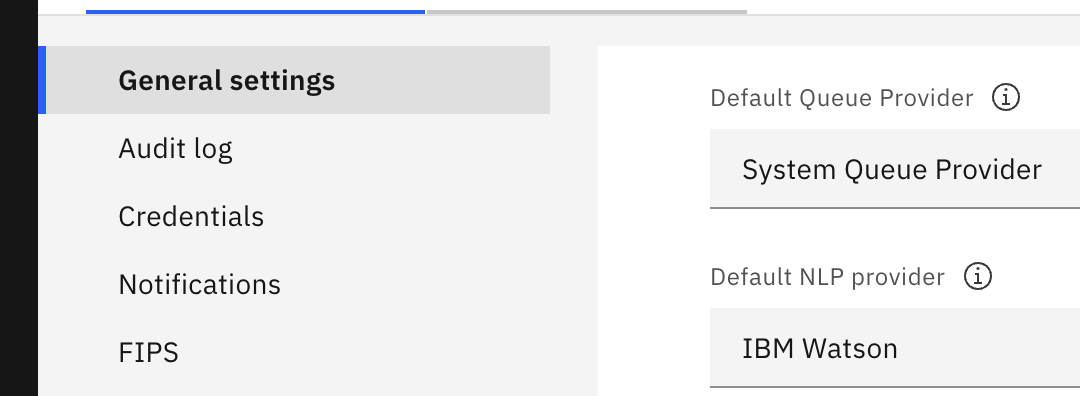 General settings
Audit log
Credentials
Notifications
FIPS
Default Queue Provider
System Queue Provider
Default NLP provider
IBM Watson